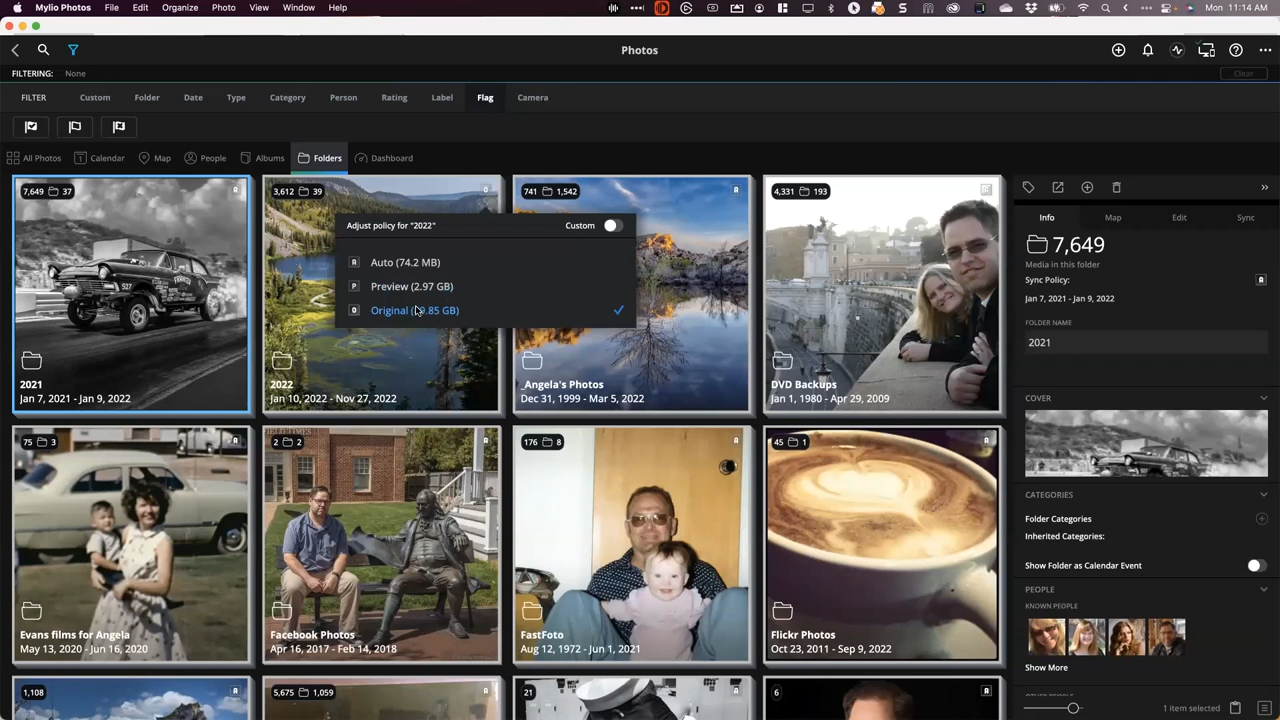 Mylio Photos File Edit Organize Photo View Window Help Mon 11:14 AM
Photos
FILTERING: None Clear
FILTER Custom Folder Date Type Category Person Rating Label Flag Camera
All Photos Calendar Map People Albums Folders Dashboard
7,649 37 A
3,612 39 O
741 1,542 A
4,331 193
Adjust policy for "2022" Custom
A Auto (74.2 MB)
P Preview (2.97 GB)
O Original ( 9.85 GB)
527
2021
Jan 7, 2021 - Jan 9, 2022
2022
Jan 10, 2022 - Nov 27, 2022
_Angela's Photos
Dec 31, 1999 - Mar 5, 2022
DVD Backups
Jan 1, 1980 - Apr 29, 2009
75 3 A
2 2 A
176 8 A
45 1 A
Evans films for Angela
May 13, 2020 - Jun 16, 2020
Facebook Photos
Apr 16, 2017 - Feb 14, 2018
FastFoto
Aug 12, 1972 - Jun 1, 2021
Flickr Photos
Oct 23, 2011 - Sep 9, 2022
1,108 A
5,675 1,059 A
21 A
6 A
Info Map Edit Sync
7,649
Media in this folder
Sync Policy: A
Jan 7, 2021 - Jan 9, 2022
FOLDER NAME
2021
COVER
CATEGORIES
Folder Categories
Inherited Categories:
Show Folder as Calendar Event
PEOPLE
KNOWN PEOPLE
Show More
1 item selected